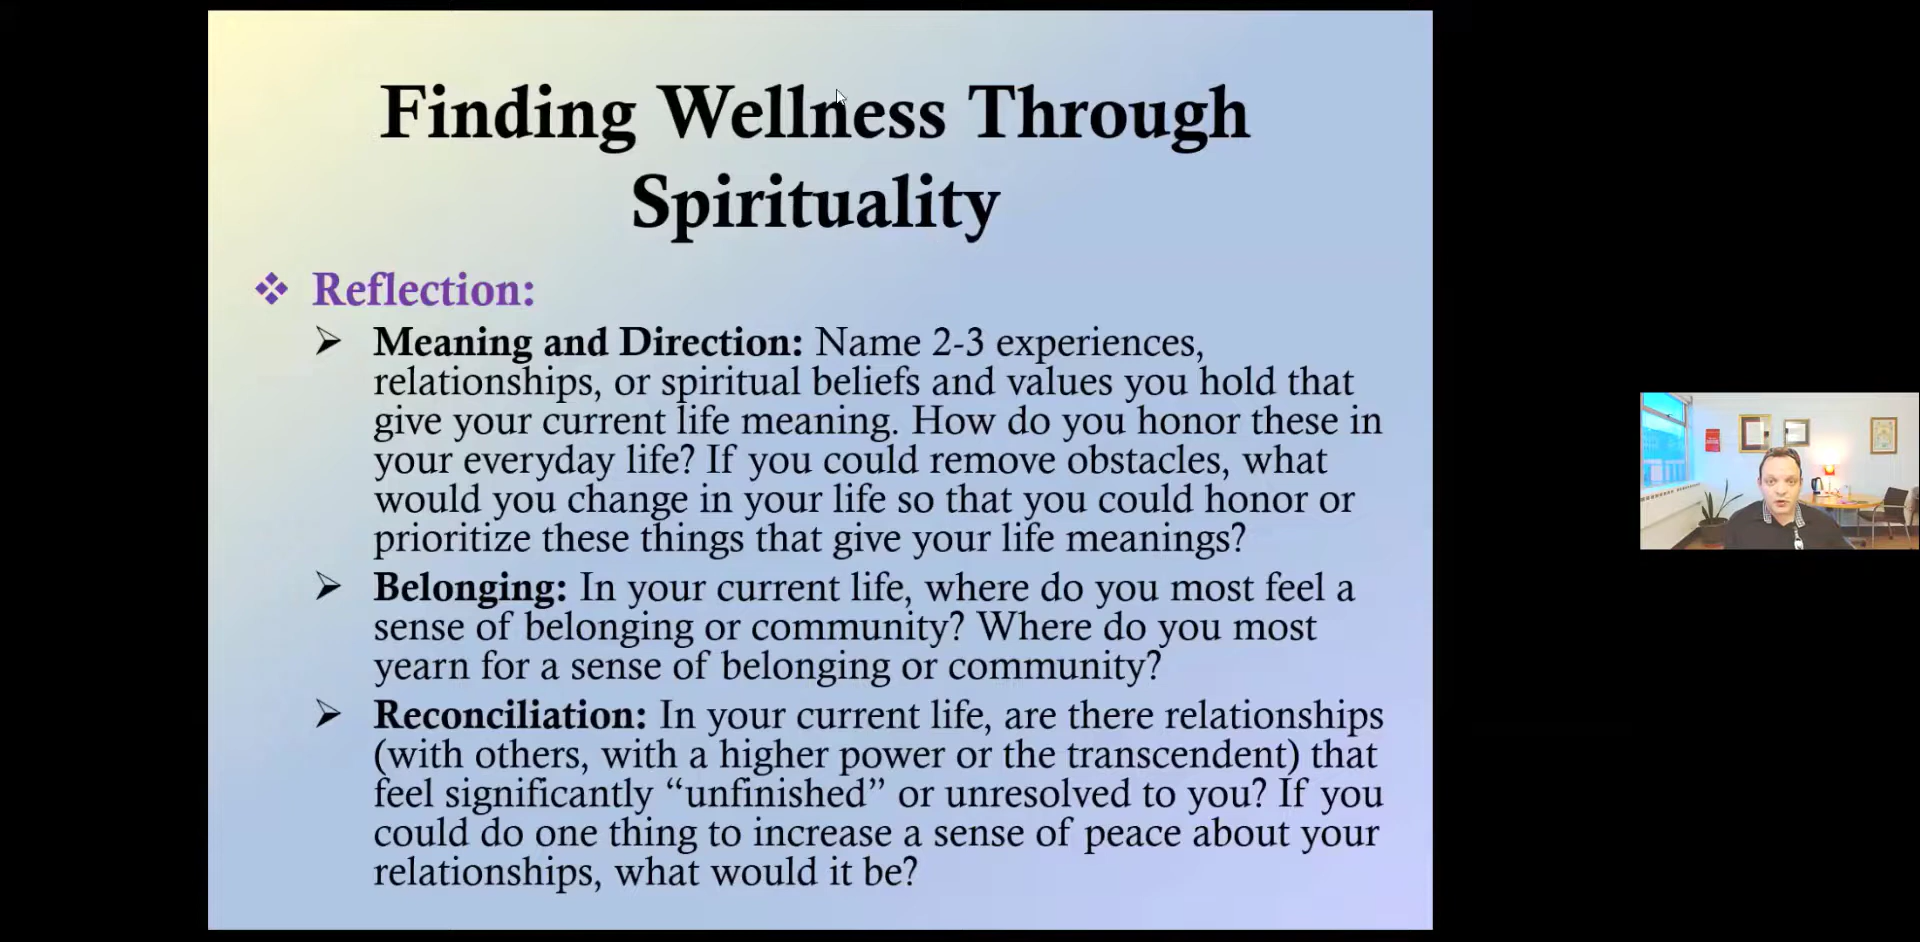 Finding Wellness Through
Spirituality
Reflection:
Meaning and Direction: Name 2-3 experiences,
relationships, or spiritual beliefs and values you hold that
give your current life meaning. How do you honor these in
your everyday life? If you could remove obstacles, what
would you change in your life so that you could honor or
prioritize these things that give your life meanings?
Belonging: In your current life, where do you most feel a
sense of belonging or community? Where do you most
yearn for a sense of belonging or community?
Reconciliation: In your current life, are there relationships
(with others, with a higher power or the transcendent) that
feel significantly “unfinished” or unresolved to you? If you
could do one thing to increase a sense of peace about your
relationships, what would it be?